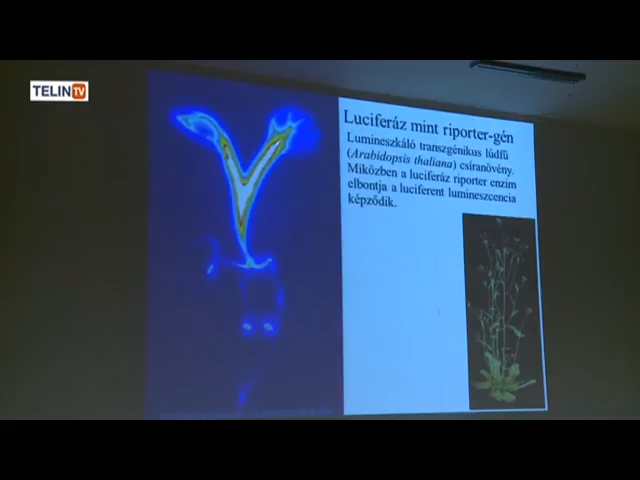 TELIN TV
Luciferáz mint riporter-gén
Lumineszkáló transzgénikus lúdfű
(Arabidopsis thaliana) csíranövény.
Miközben a luciferáz riporter enzim
elbontja a luciferent lumineszcencia
képződik.